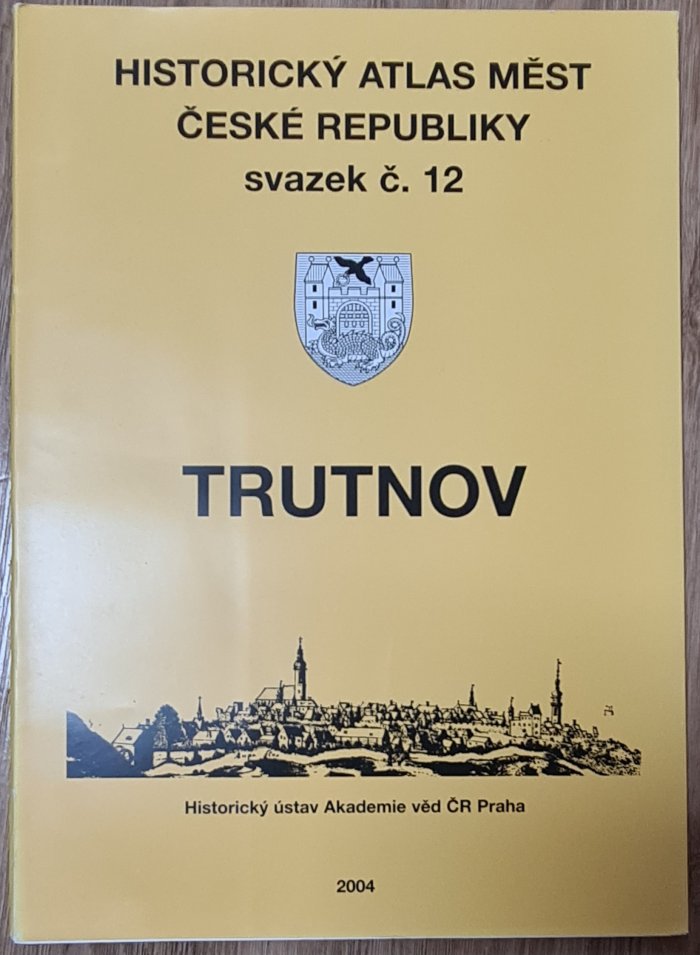 HISTORICKÝ ATLAS MĚST
ČESKÉ REPUBLIKY
svazek č. 12
TRUTNOV
Historický ústav Akademie věd ČR Praha
2004